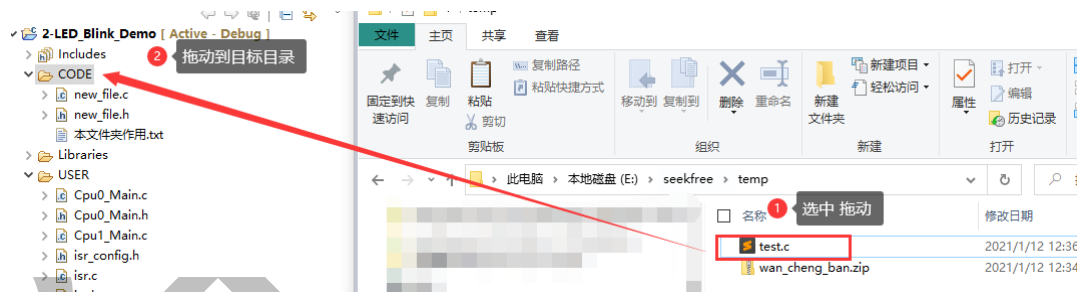 2-LED_Blink_Demo [ Active - Debug ]
Includes
CODE
new_file.c
new_file.h
本文件夹作用.txt
Libraries
USER
Cpu0_Main.c
Cpu0_Main.h
Cpu1_Main.c
isr_config.h
isr.c
2 拖动到目标目录
temp
文件 主页 共享 查看
固定到快速访问
复制
粘贴
复制路径
粘贴快捷方式
剪切
剪贴板
移动到 复制到 删除 重命名
组织
新建文件夹
新建项目
轻松访问
新建
属性
打开
编辑
历史记录
打开
此电脑 › 本地磁盘 (E:) › seekfree › temp
名称
1 选中 拖动
修改日期
test.c 2021/1/12 12:36
wan_cheng_ban.zip 2021/1/12 12:34